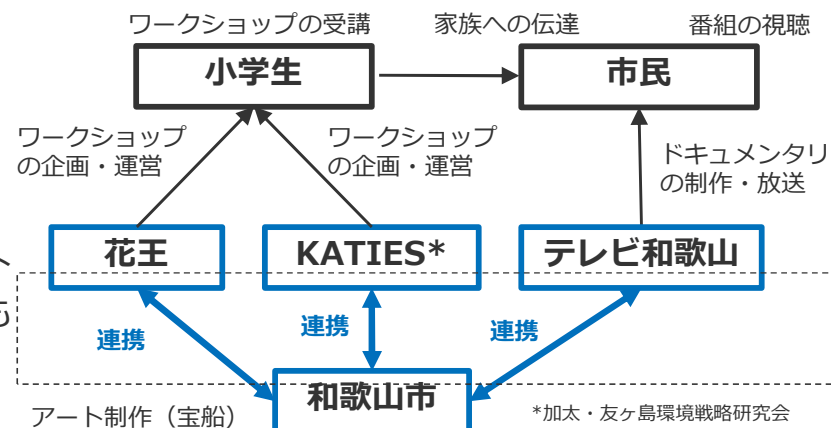 ワークショップの受講
家族への伝達
番組の視聴
小学生
市民
ワークショップ
の企画・運営
ワークショップ
の企画・運営
ドキュメンタリ
の制作・放送
花王
KATIES*
テレビ和歌山
連携
連携
連携
和歌山市
アート制作（宝船）
*加太・友ヶ島環境戦略研究会